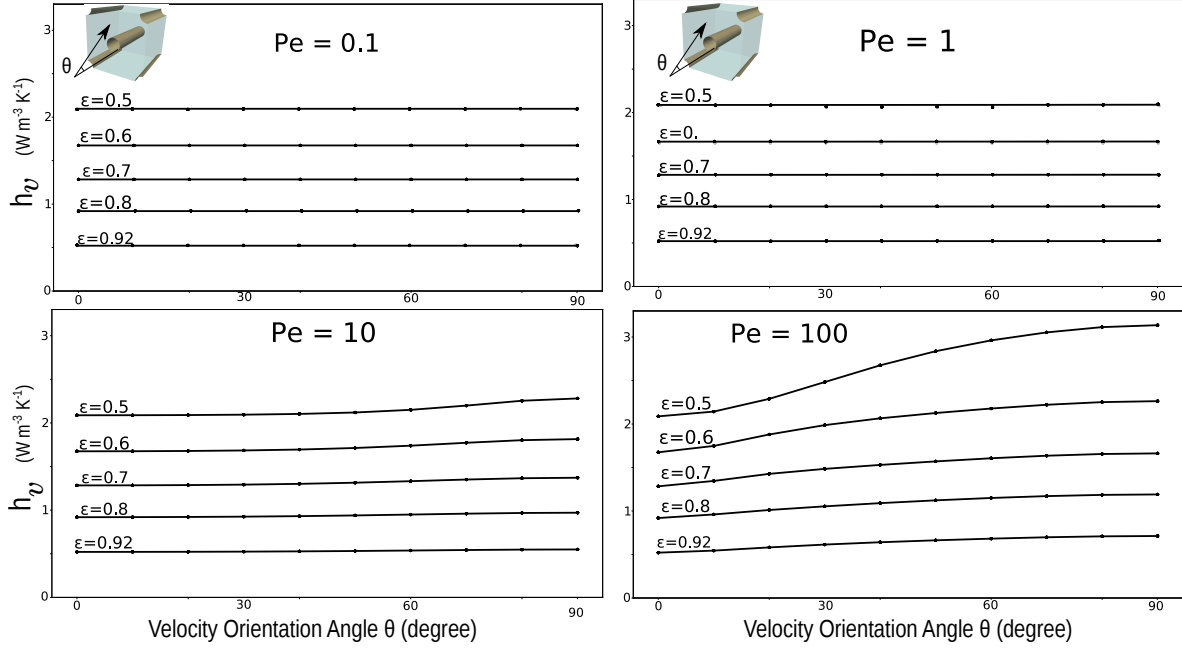 Pe = 0.1
θ
ε=0.5
ε=0.6
ε=0.7
ε=0.8
ε=0.92
h𝑣 (W m-3 K-1)
3
2
1
0
0 30 60 90
Pe = 1
θ
ε=0.5
ε=0.
ε=0.7
ε=0.8
ε=0.92
3
2
1
0
0 30 60 90
Pe = 10
ε=0.5
ε=0.6
ε=0.7
ε=0.8
ε=0.92
h𝑣 (W m-3 K-1)
3
2
1
0
0 30 60 90
Velocity Orientation Angle θ (degree)
Pe = 100
ε=0.5
ε=0.6
ε=0.7
ε=0.8
ε=0.92
3
2
1
0
0 30 60 90
Velocity Orientation Angle θ (degree)